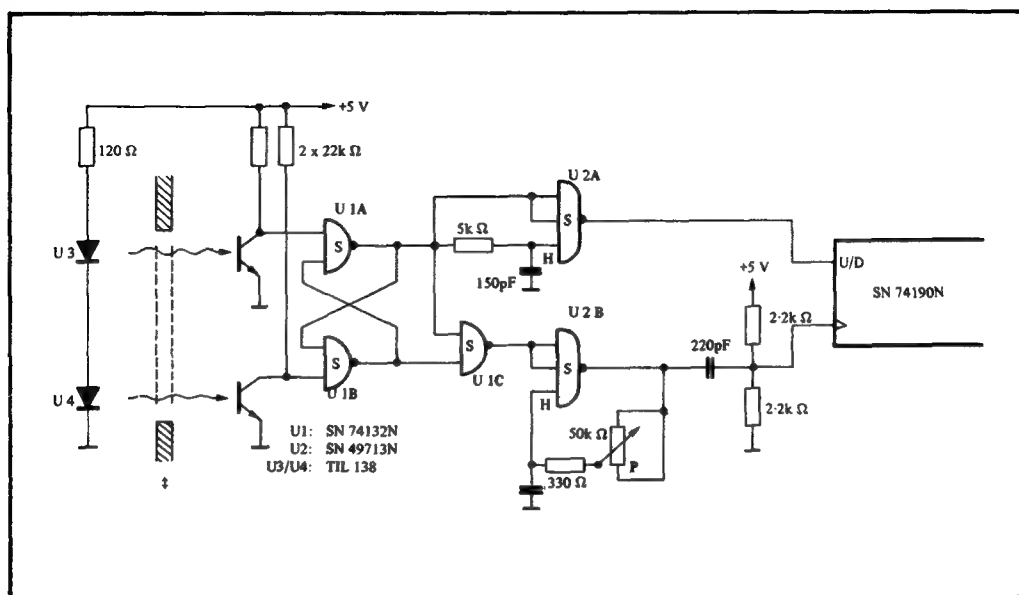 +5 V
120 Ω
2 x 22k Ω
U 2A
U 1A
S
S
5k Ω
U 3
H
150pF
U/D
SN 74190N
+5 V
U 2 B
2·2k Ω
S
S
S
220pF
U 4
U 1C
U 1B
H
U1: SN 74132N
U2: SN 49713N
U3/U4: TIL 138
50k Ω
P
2·2k Ω
330 Ω
‡